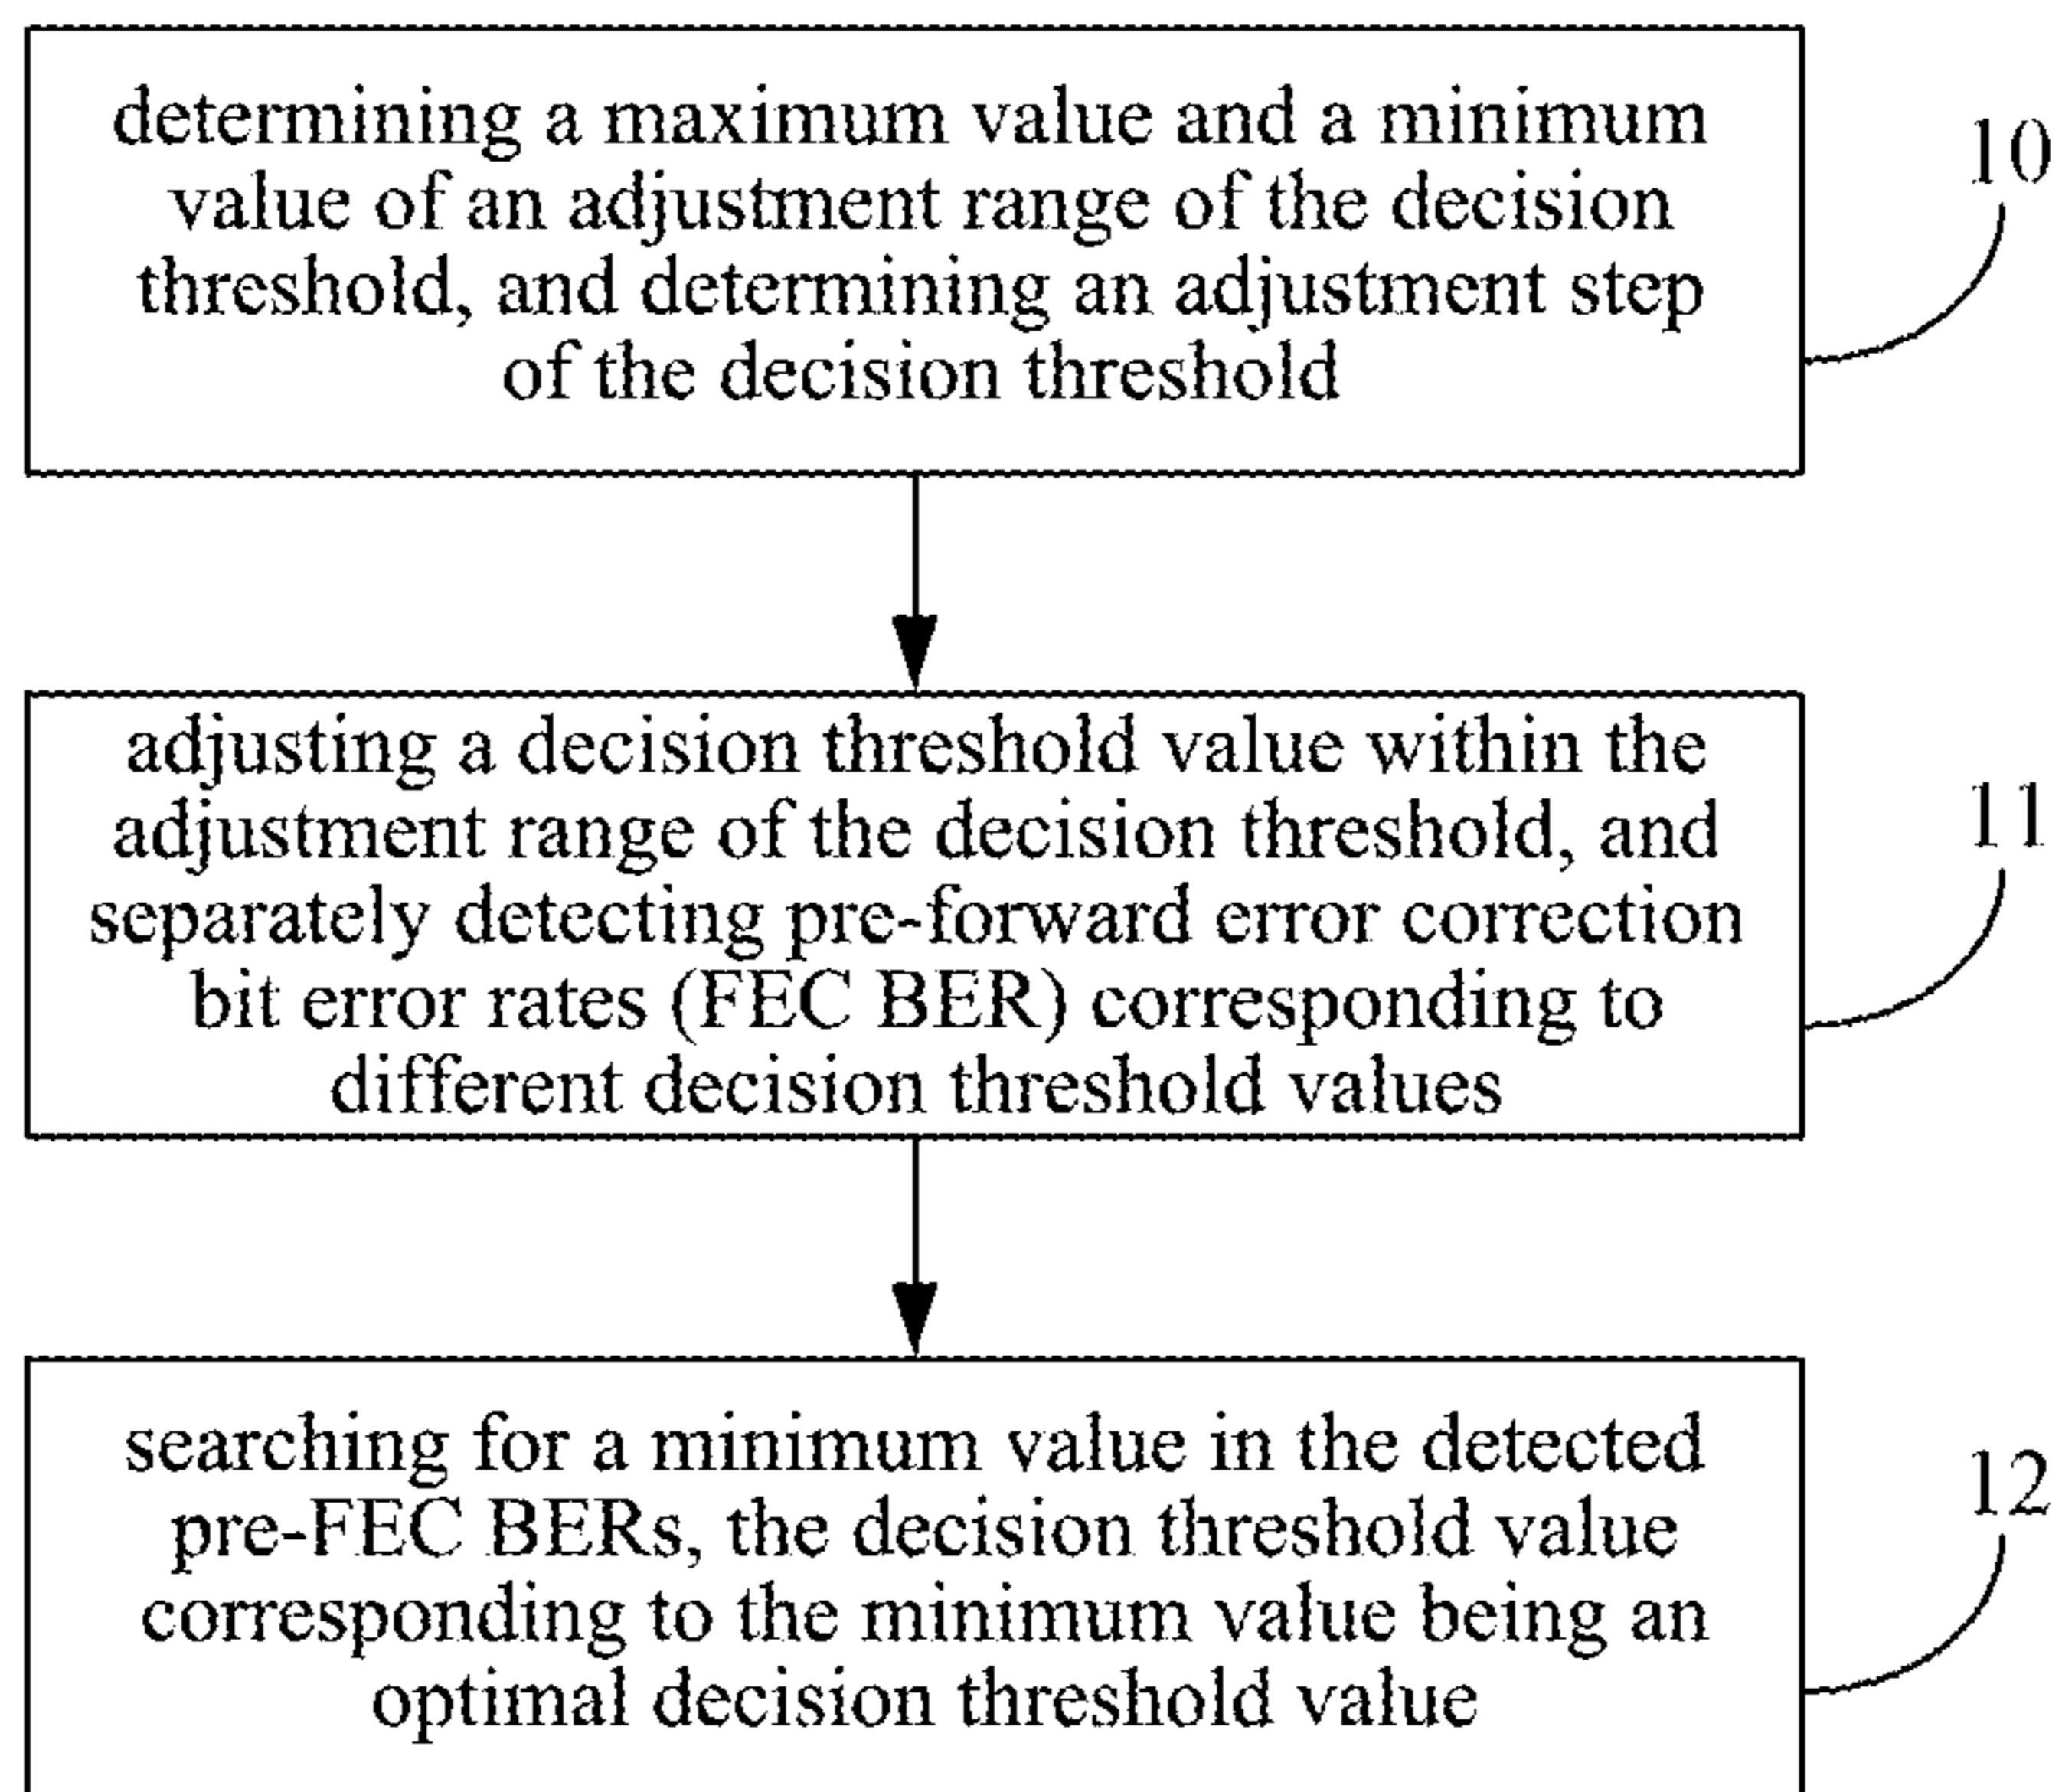 determining a maximum value and a minimum
value of an adjustment range of the decision
threshold, and determining an adjustment step
of the decision threshold
10
adjusting a decision threshold value within the
adjustment range of the decision threshold, and
separately detecting pre-forward error correction
bit error rates (FEC BER) corresponding to
different decision threshold values
11
searching for a minimum value in the detected
pre-FEC BERs, the decision threshold value
corresponding to the minimum value being an
optimal decision threshold value
12